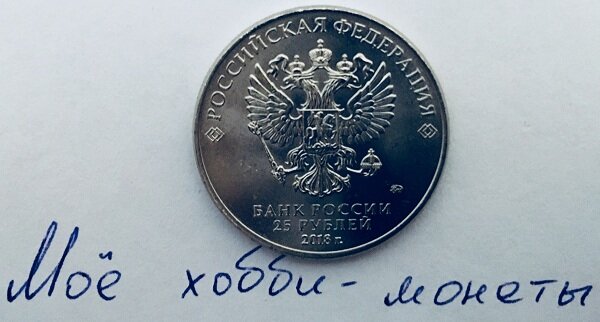 РОССИЙСКАЯ ФЕДЕРАЦИЯ
БАНК РОССИИ
25 РУБЛЕЙ
2018 г.
Моё хобби - монеты